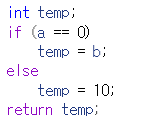 int temp;
if (a == 0)
    temp = b;
else
    temp = 10;
return temp;